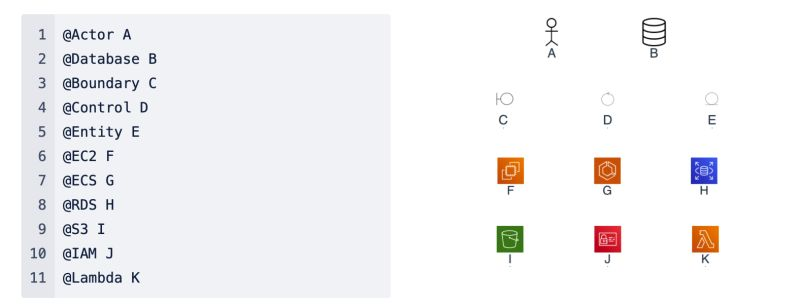 1 @Actor A
2 @Database B
3 @Boundary C
4 @Control D
5 @Entity E
6 @EC2 F
7 @ECS G
8 @RDS H
9 @S3 I
10 @IAM J
11 @Lambda K
A B
C D E
F G H
I J K